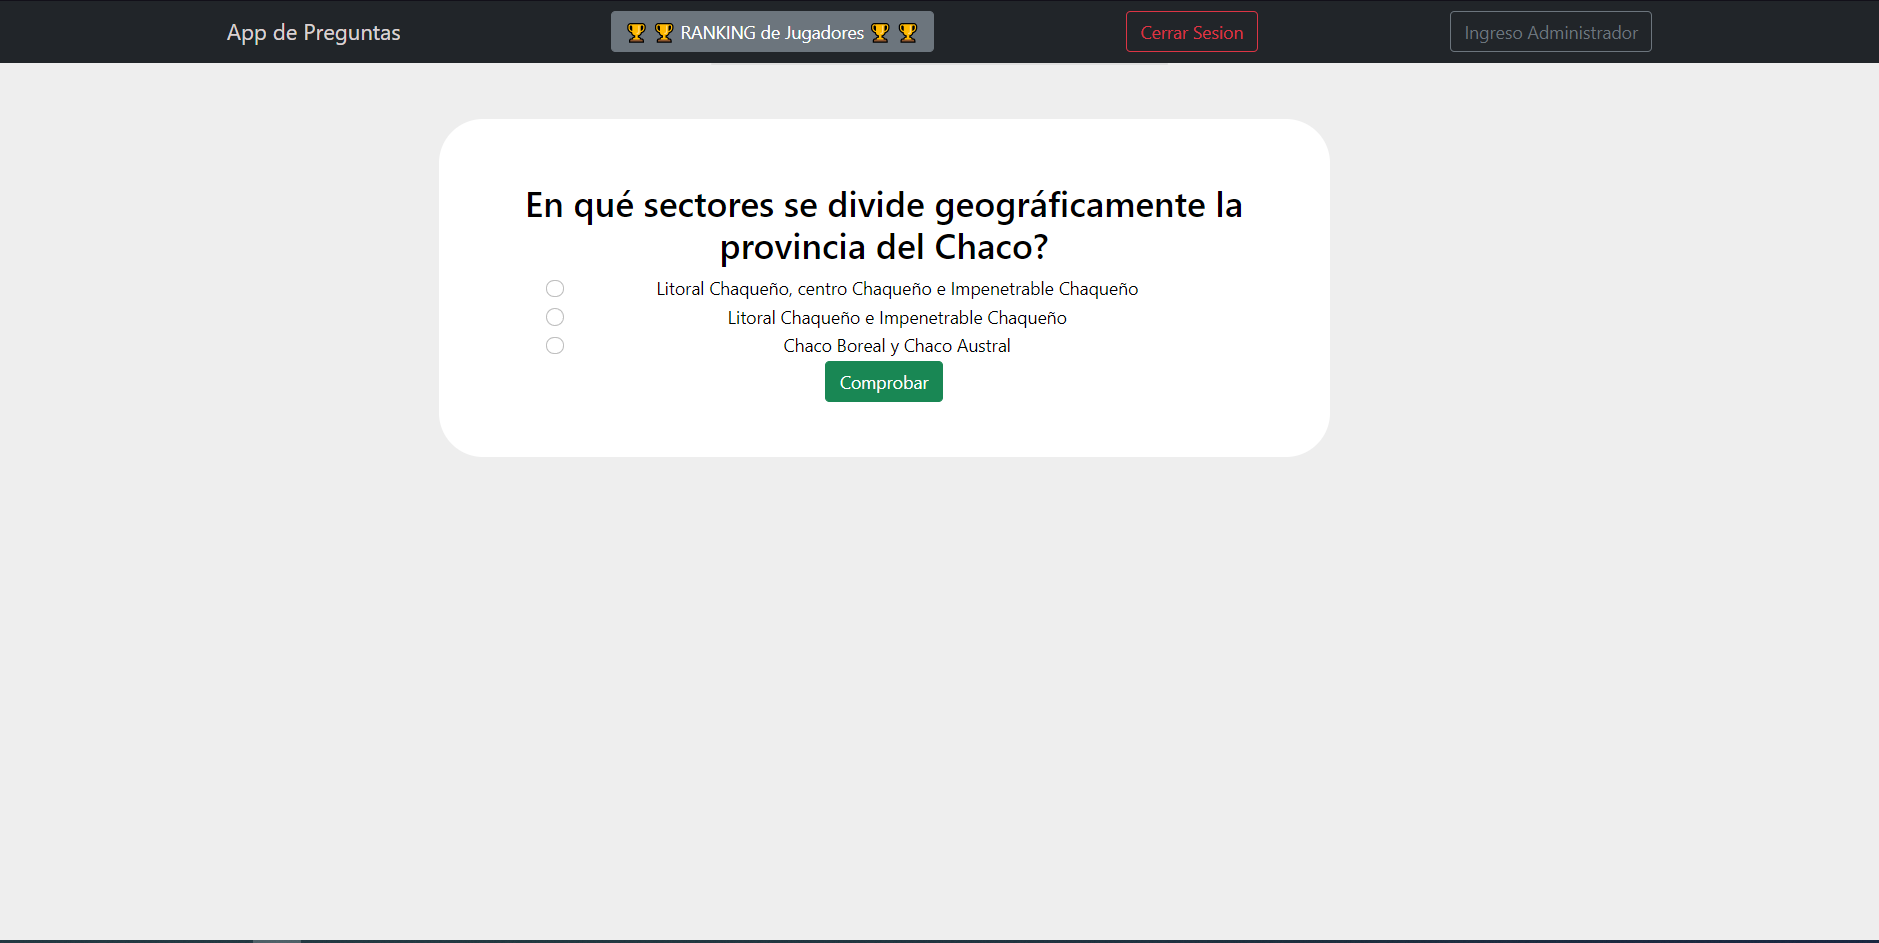 App de Preguntas
🏆 🏆 RANKING de Jugadores 🏆 🏆
Cerrar Sesion
Ingreso Administrador
En qué sectores se divide geográficamente la
provincia del Chaco?
Litoral Chaqueño, centro Chaqueño e Impenetrable Chaqueño
Litoral Chaqueño e Impenetrable Chaqueño
Chaco Boreal y Chaco Austral
Comprobar